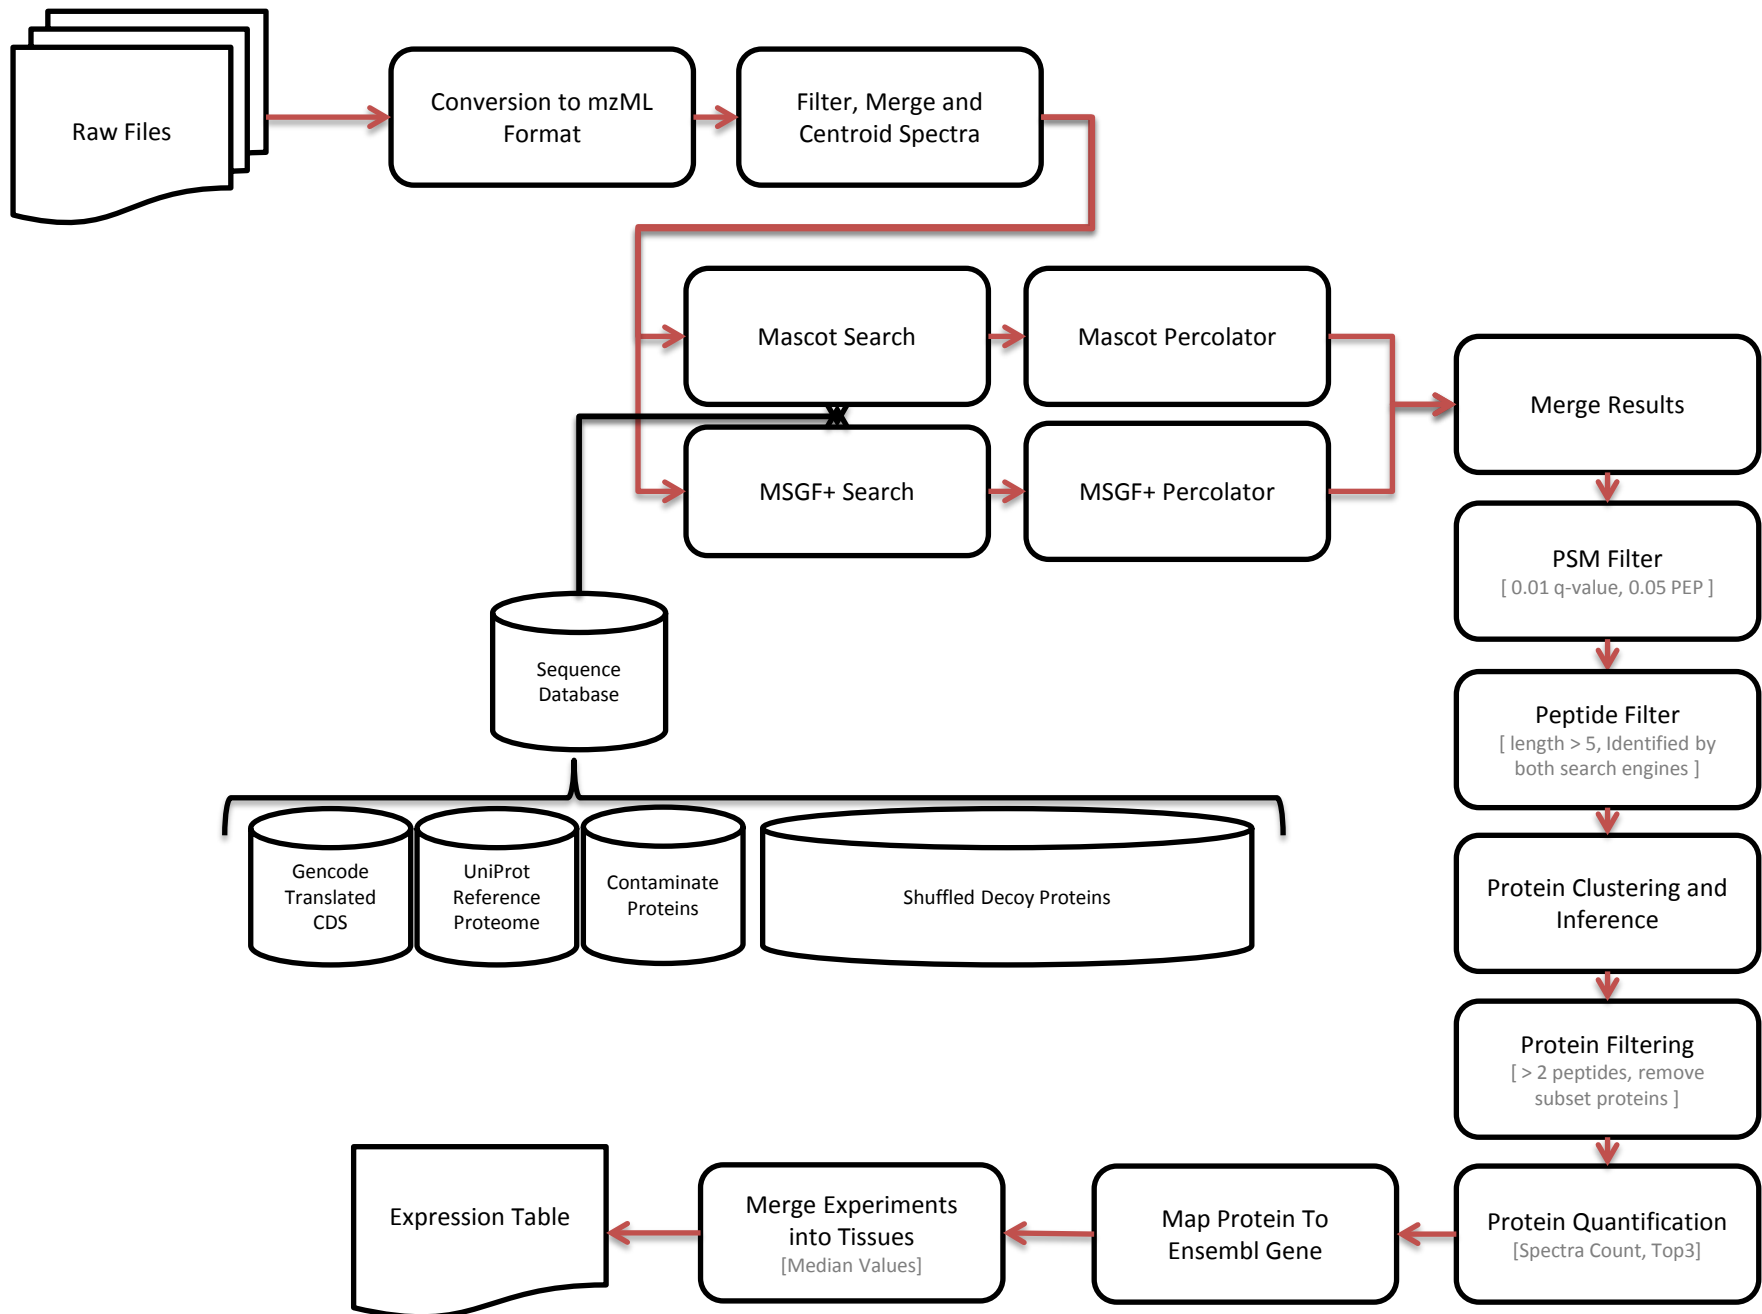 Raw Files
Conversion to mzML
Format
Filter, Merge and
Centroid Spectra
Mascot Search
Mascot Percolator
Merge Results
MSGF+ Search
MSGF+ Percolator
PSM Filter
[ 0.01 q-value, 0.05 PEP ]
Sequence
Database
Peptide Filter
[ length > 5, Identified by
both search engines ]
Gencode
Translated
CDS
UniProt
Reference
Proteome
Contaminate
Proteins
Shuffled Decoy Proteins
Protein Clustering and
Inference
Protein Filtering
[ > 2 peptides, remove
subset proteins ]
Protein Quantification
[Spectra Count, Top3]
Map Protein To
Ensembl Gene
Merge Experiments
into Tissues
[Median Values]
Expression Table